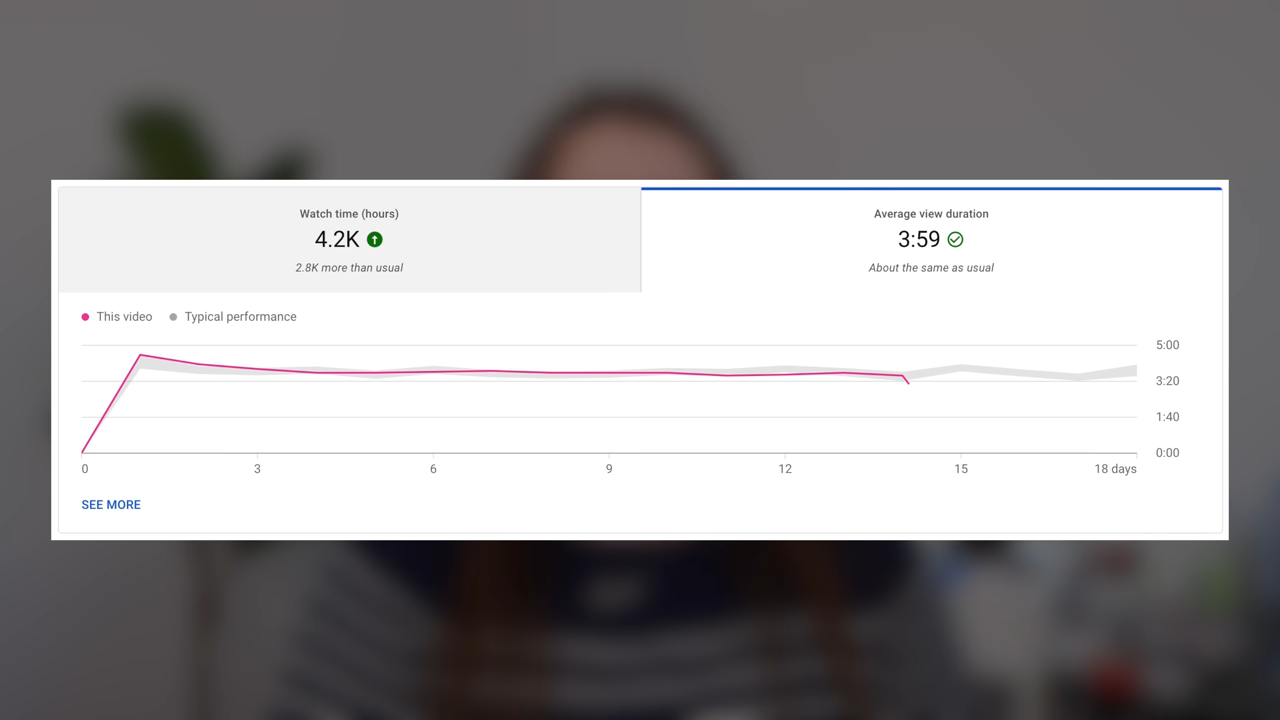 Watch time (hours)
4.2K
2.8K more than usual
Average view duration
3:59
About the same as usual
This video
Typical performance
5:00
3:20
1:40
0:00
0
3
6
9
12
15
18 days
SEE MORE